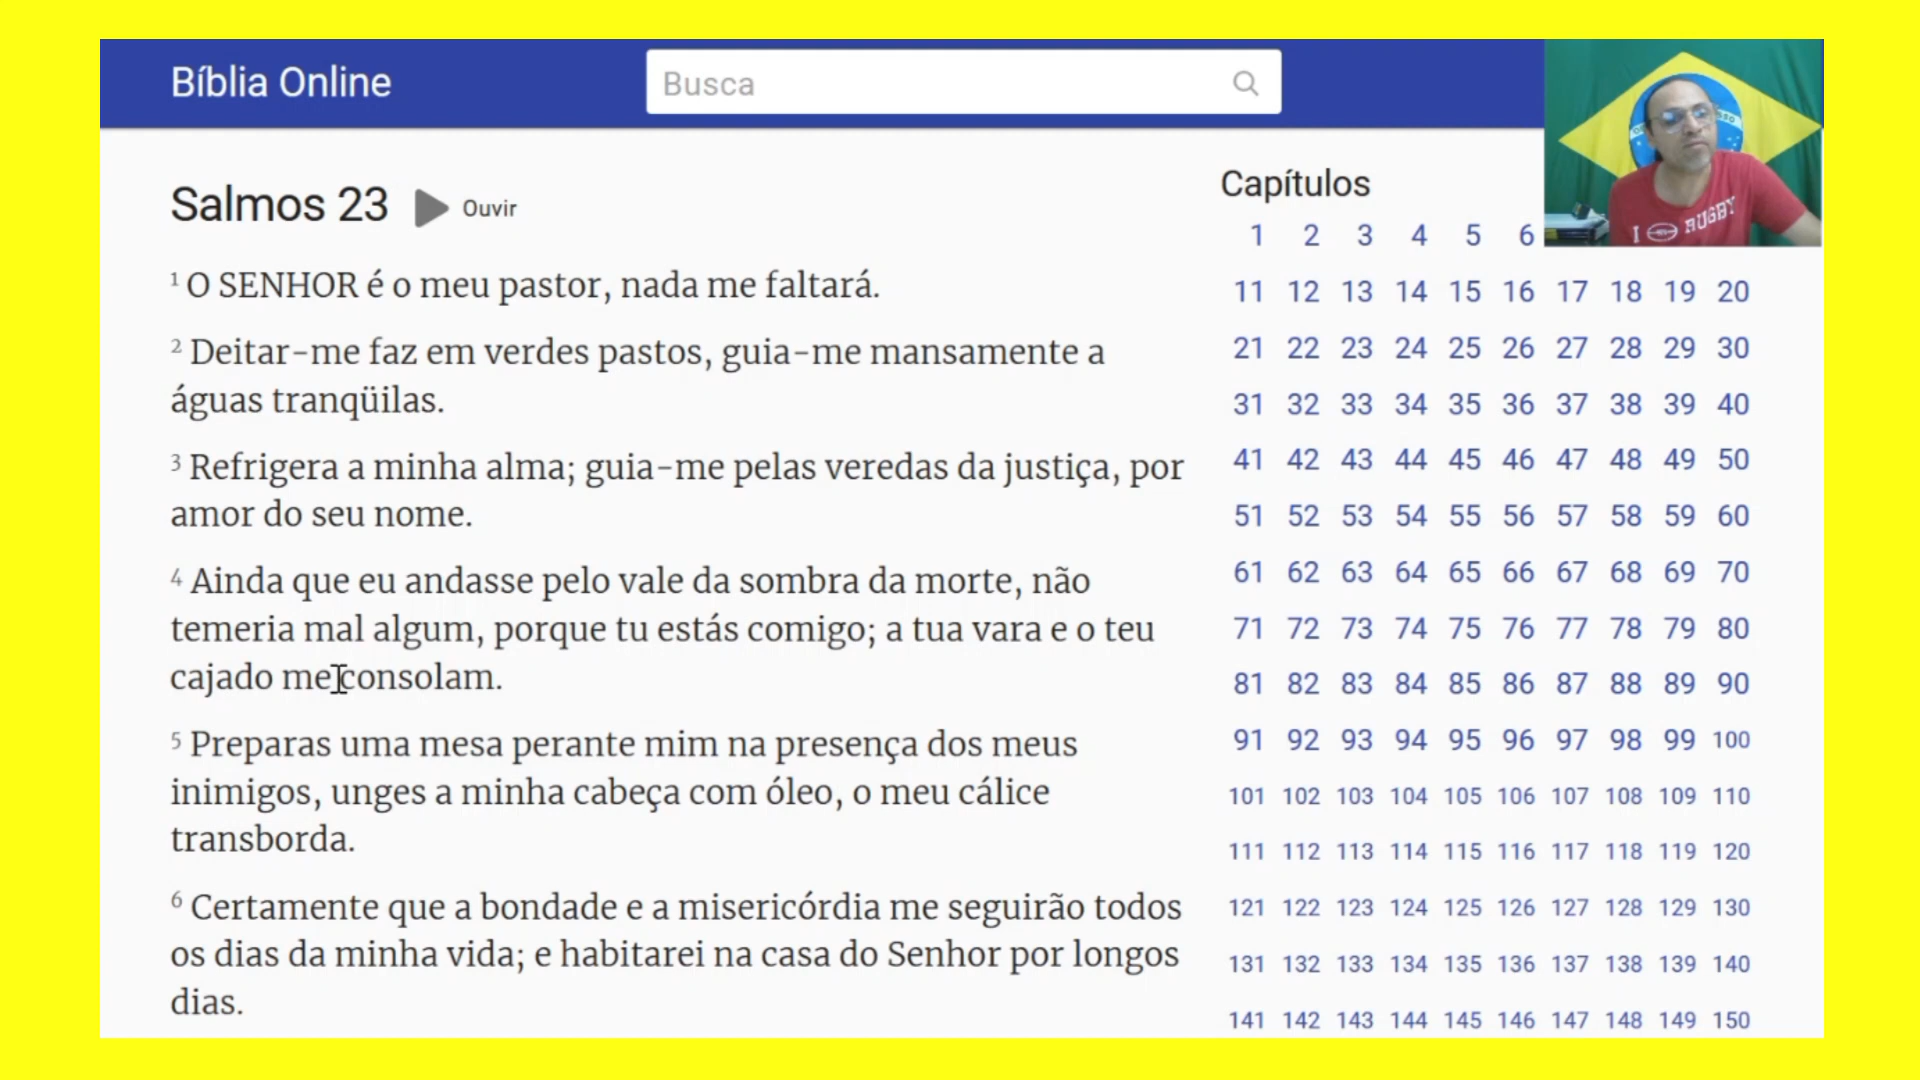 Bíblia Online
Busca
Salmos 23
Ouvir
1 O SENHOR é o meu pastor, nada me faltará.
2 Deitar-me faz em verdes pastos, guia-me mansamente a
águas tranqüilas.
3 Refrigera a minha alma; guia-me pelas veredas da justiça, por
amor do seu nome.
4 Ainda que eu andasse pelo vale da sombra da morte, não
temeria mal algum, porque tu estás comigo; a tua vara e o teu
cajado me consolam.
5 Preparas uma mesa perante mim na presença dos meus
inimigos, unges a minha cabeça com óleo, o meu cálice
transborda.
6 Certamente que a bondade e a misericórdia me seguirão todos
os dias da minha vida; e habitarei na casa do Senhor por longos
dias.
Capítulos
1 2 3 4 5 6
11 12 13 14 15 16 17 18 19 20
21 22 23 24 25 26 27 28 29 30
31 32 33 34 35 36 37 38 39 40
41 42 43 44 45 46 47 48 49 50
51 52 53 54 55 56 57 58 59 60
61 62 63 64 65 66 67 68 69 70
71 72 73 74 75 76 77 78 79 80
81 82 83 84 85 86 87 88 89 90
91 92 93 94 95 96 97 98 99 100
101 102 103 104 105 106 107 108 109 110
111 112 113 114 115 116 117 118 119 120
121 122 123 124 125 126 127 128 129 130
131 132 133 134 135 136 137 138 139 140
141 142 143 144 145 146 147 148 149 150
I RUGBY